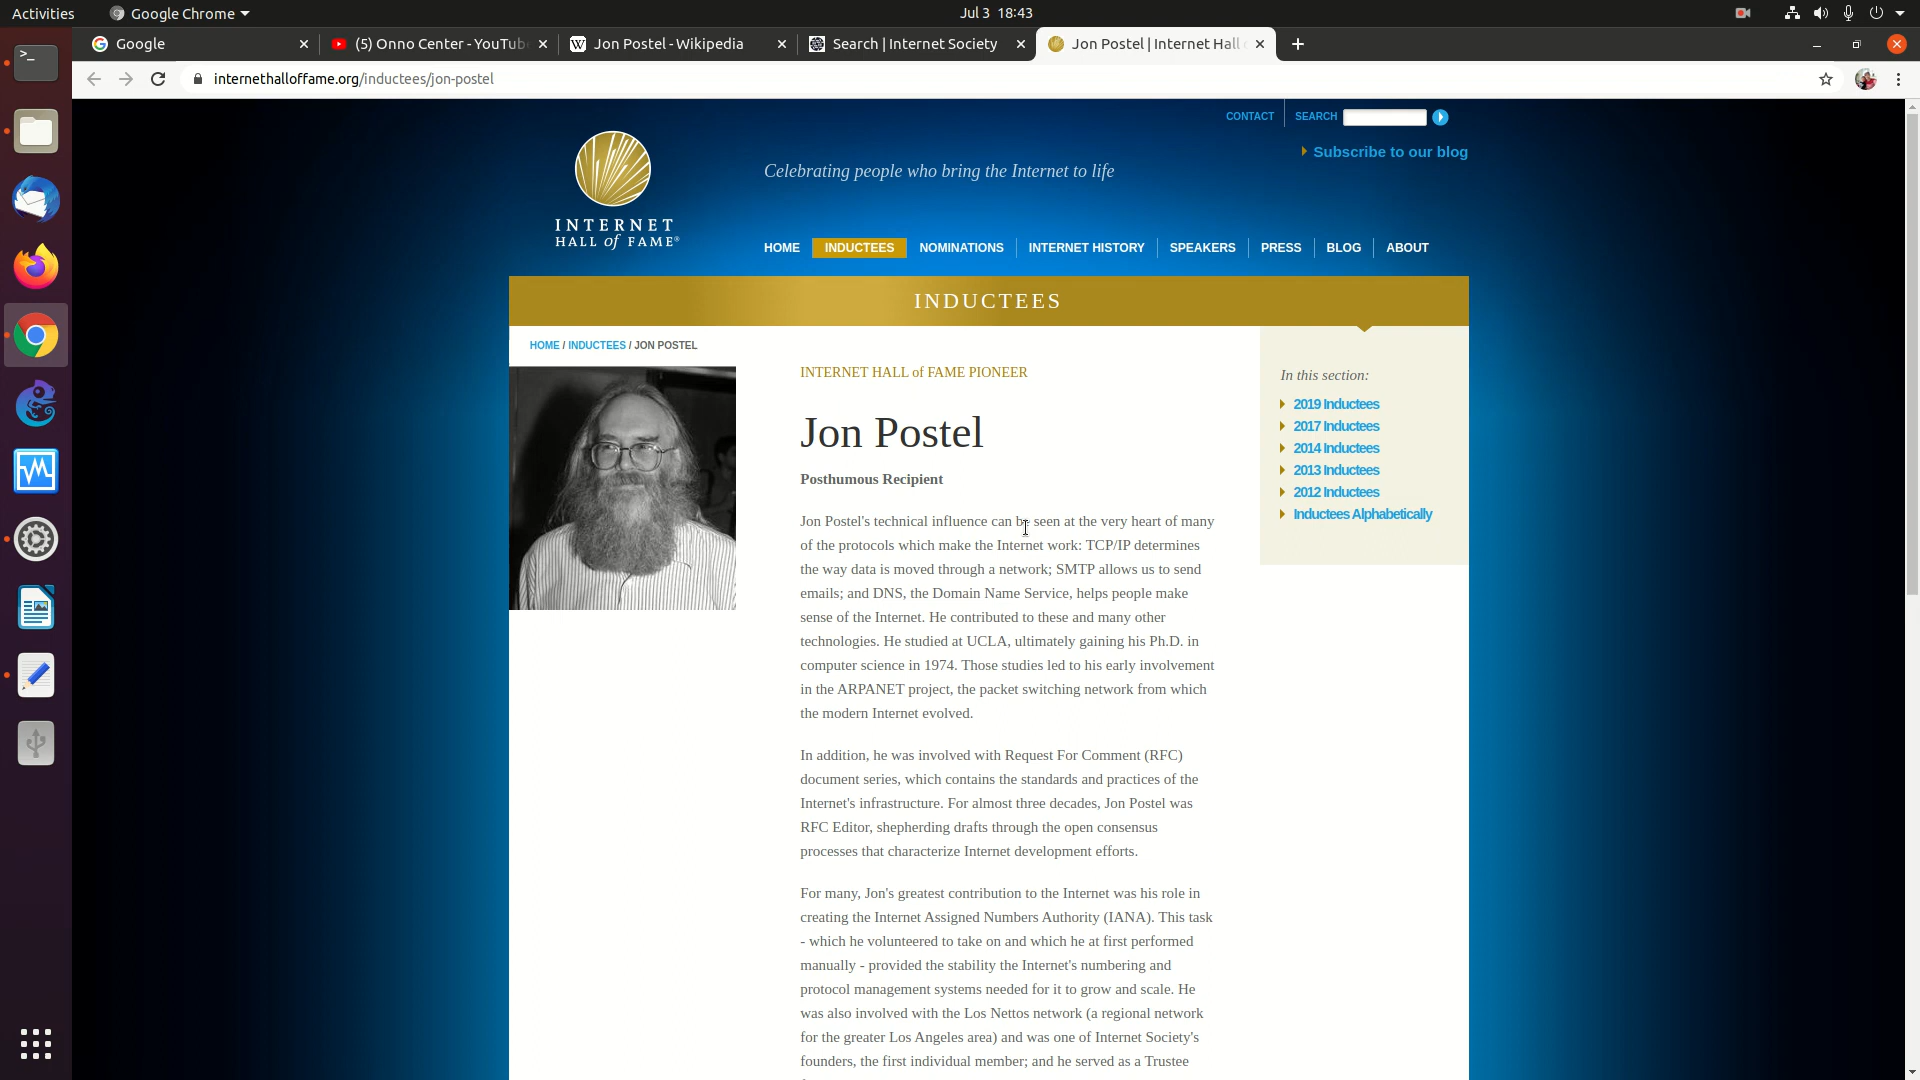 Activities
Google Chrome
Jul 3 18:43
Google
(5) Onno Center - YouTub
Jon Postel - Wikipedia
Search | Internet Society
Jon Postel | Internet Hall
internethalloffame.org/inductees/jon-postel
CONTACT
SEARCH
Subscribe to our blog
Celebrating people who bring the Internet to life
INTERNET
HALL of FAME®
HOME
INDUCTEES
NOMINATIONS
INTERNET HISTORY
SPEAKERS
PRESS
BLOG
ABOUT
INDUCTEES
HOME / INDUCTEES / JON POSTEL
INTERNET HALL of FAME PIONEER
Jon Postel
Posthumous Recipient
Jon Postel's technical influence can be seen at the very heart of many
of the protocols which make the Internet work: TCP/IP determines
the way data is moved through a network; SMTP allows us to send
emails; and DNS, the Domain Name Service, helps people make
sense of the Internet. He contributed to these and many other
technologies. He studied at UCLA, ultimately gaining his Ph.D. in
computer science in 1974. Those studies led to his early involvement
in the ARPANET project, the packet switching network from which
the modern Internet evolved.
In addition, he was involved with Request For Comment (RFC)
document series, which contains the standards and practices of the
Internet's infrastructure. For almost three decades, Jon Postel was
RFC Editor, shepherding drafts through the open consensus
processes that characterize Internet development efforts.
For many, Jon's greatest contribution to the Internet was his role in
creating the Internet Assigned Numbers Authority (IANA). This task
- which he volunteered to take on and which he at first performed
manually - provided the stability the Internet's numbering and
protocol management systems needed for it to grow and scale. He
was also involved with the Los Nettos network (a regional network
for the greater Los Angeles area) and was one of Internet Society's
founders, the first individual member; and he served as a Trustee
In this section:
2019 Inductees
2017 Inductees
2014 Inductees
2013 Inductees
2012 Inductees
Inductees Alphabetically